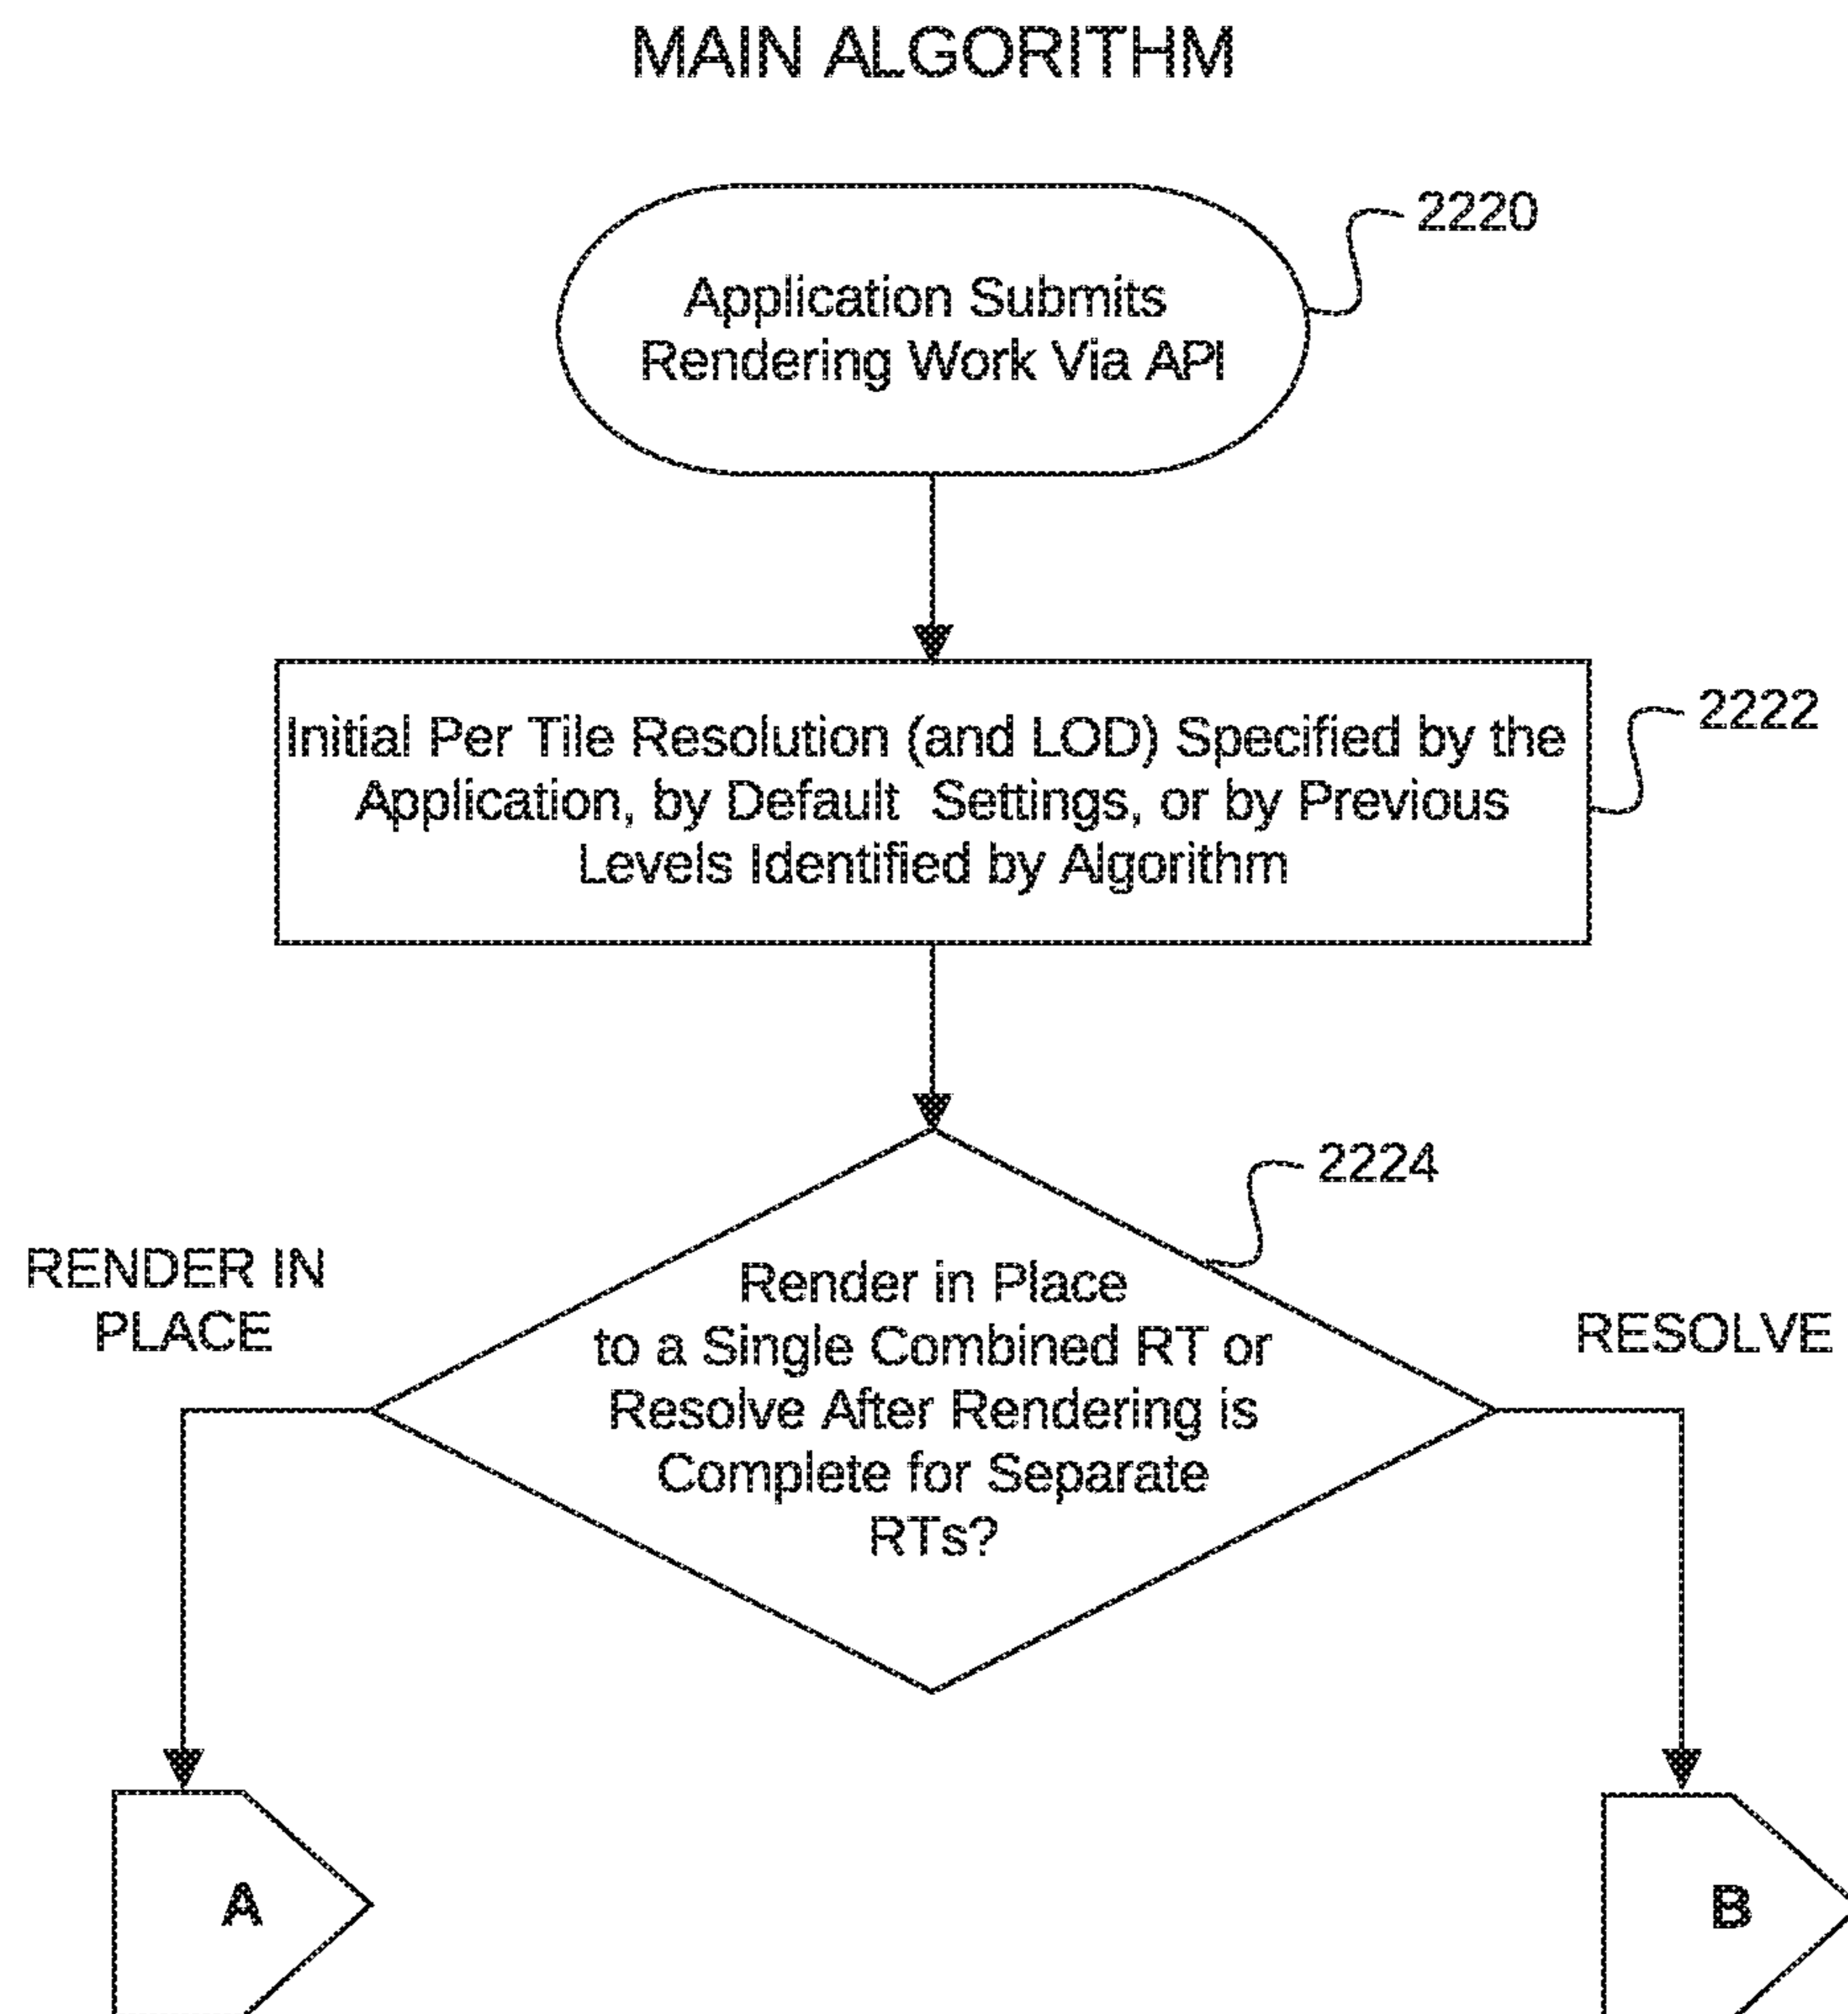 MAIN ALGORITHM
2220
Application Submits
Rendering Work Via API
2222
Initial Per Tile Resolution (and LOD) Specified by the
Application, by Default Settings, or by Previous
Levels Identified by Algorithm
2224
RENDER IN
PLACE
Render in Place
to a Single Combined RT or
Resolve After Rendering is
Complete for Separate
RTs?
RESOLVE
A
B